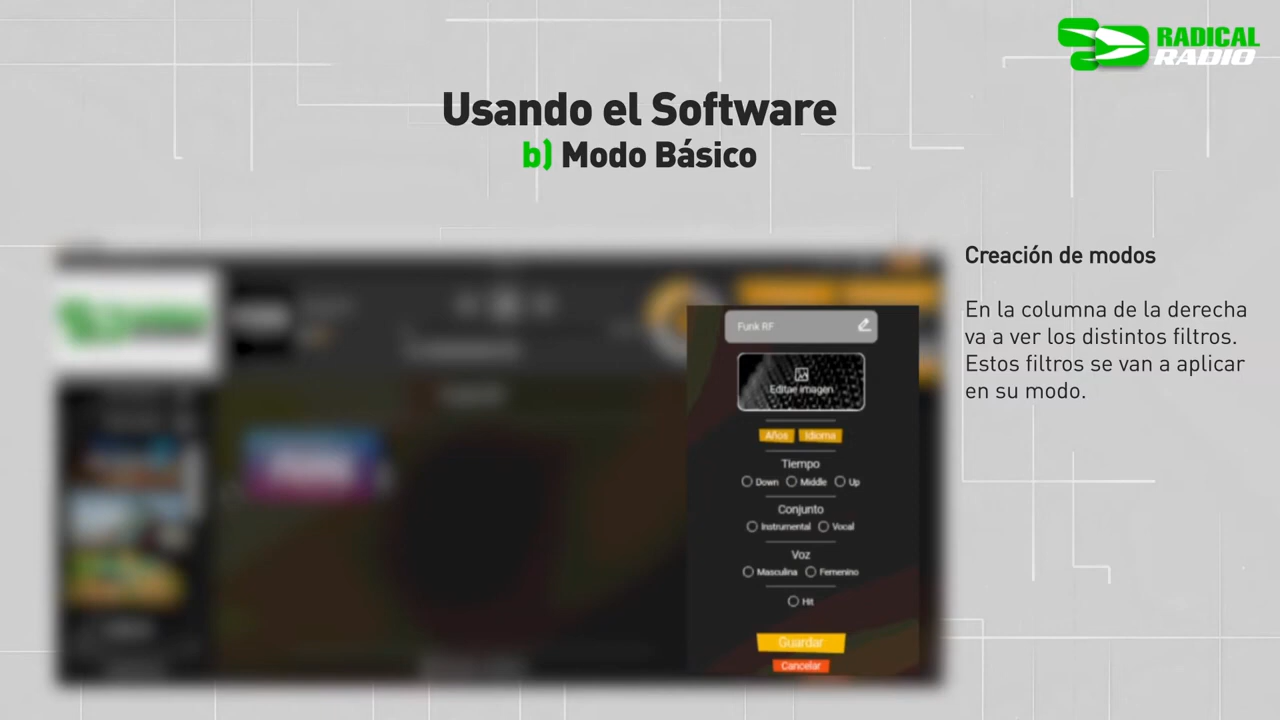 RADICAL
RADIO
Usando el Software
b) Modo Básico
Creación de modos
En la columna de la derecha
va a ver los distintos filtros.
Estos filtros se van a aplicar
en su modo.
Funk RF
Editae imagen
Años Idioma
Tiempo
Down Middle Up
Conjunto
Instrumental Vocal
Voz
Masculina Femenino
Hit
Guardar
Cancelar